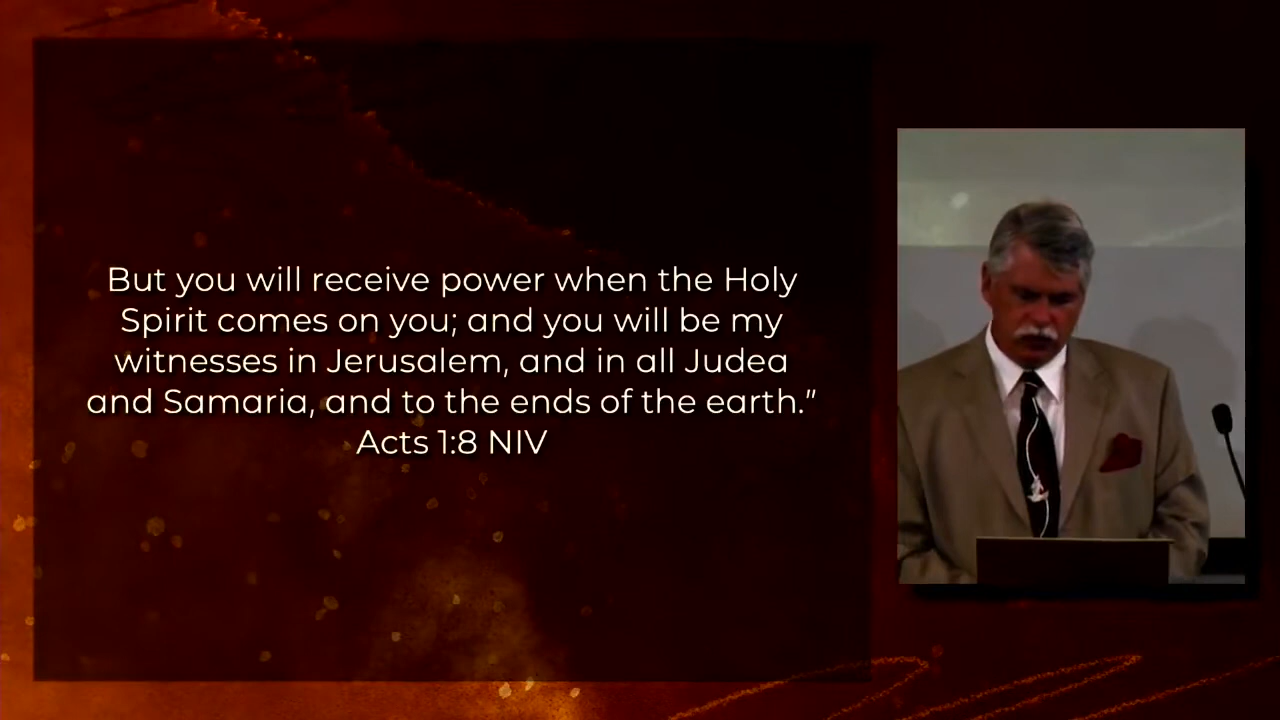 But you will receive power when the Holy
Spirit comes on you; and you will be my
witnesses in Jerusalem, and in all Judea
and Samaria, and to the ends of the earth.”
Acts 1:8 NIV